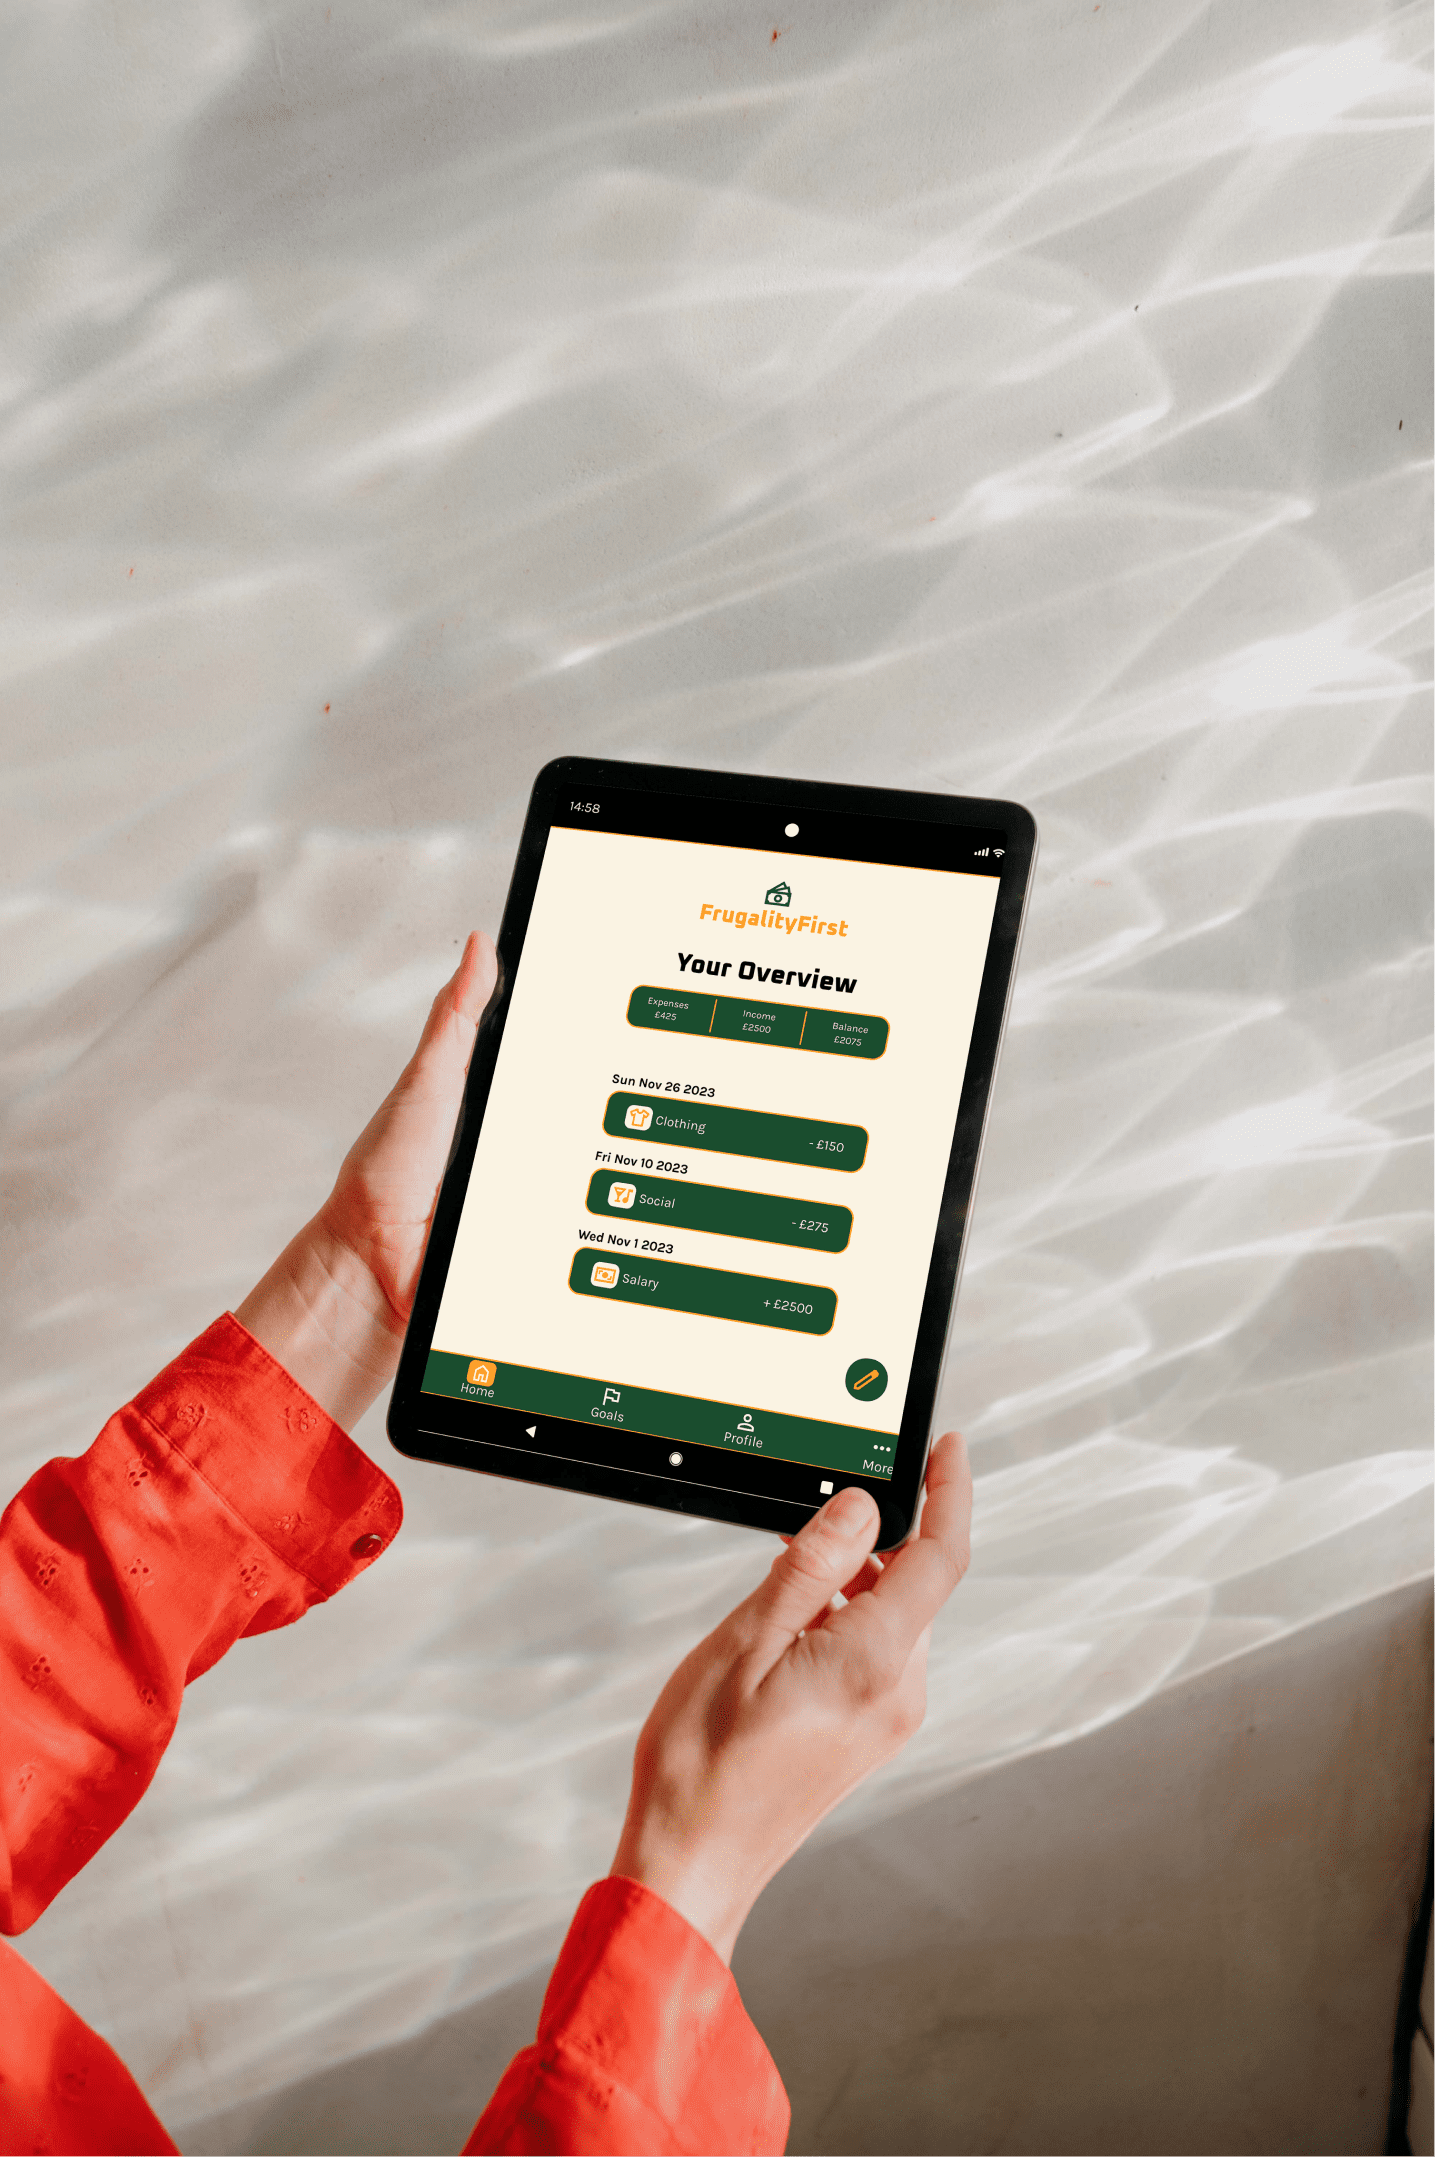 14:58
FrugalityFirst
Your Overview
Expenses Income Balance
£425 £2500 £2075
Sun Nov 26 2023
Clothing - £150
Fri Nov 10 2023
Social - £275
Wed Nov 1 2023
Salary + £2500
Home Goals Profile More